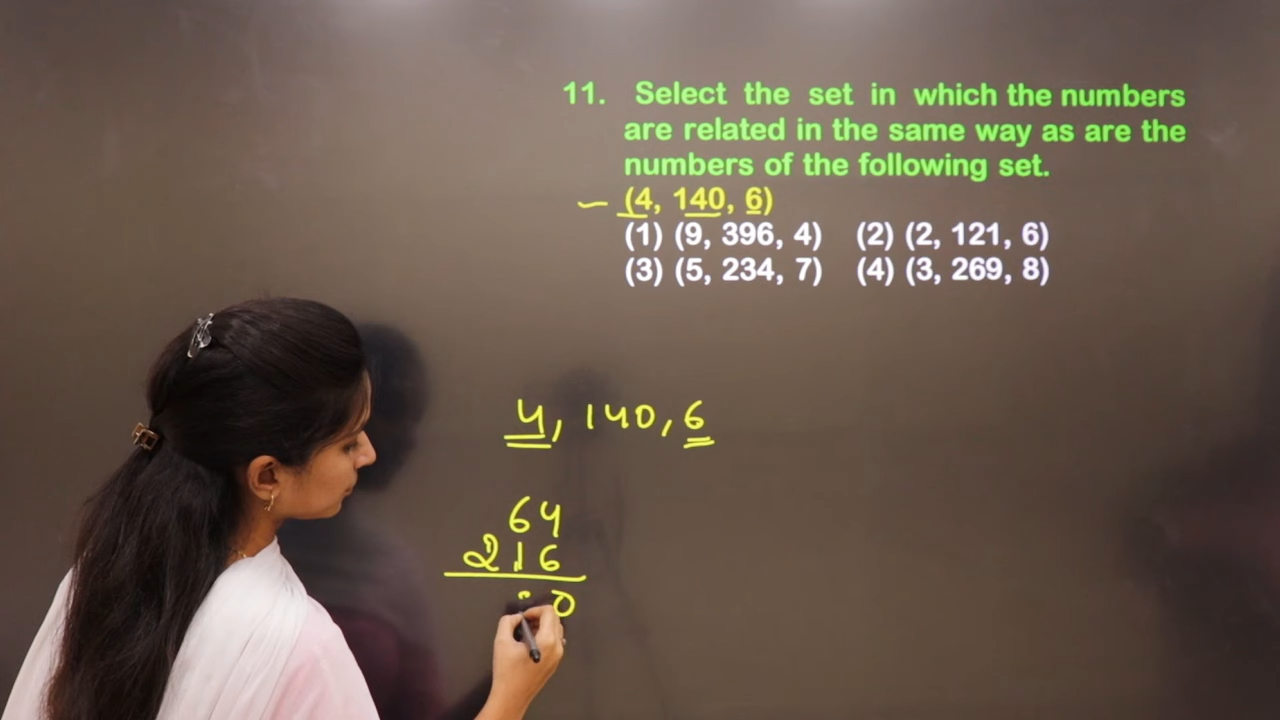 11. Select the set in which the numbers
are related in the same way as are the
numbers of the following set.
(4, 140, 6)
(1) (9, 396, 4) (2) (2, 121, 6)
(3) (5, 234, 7) (4) (3, 269, 8)
4, 140, 6
64
216
0